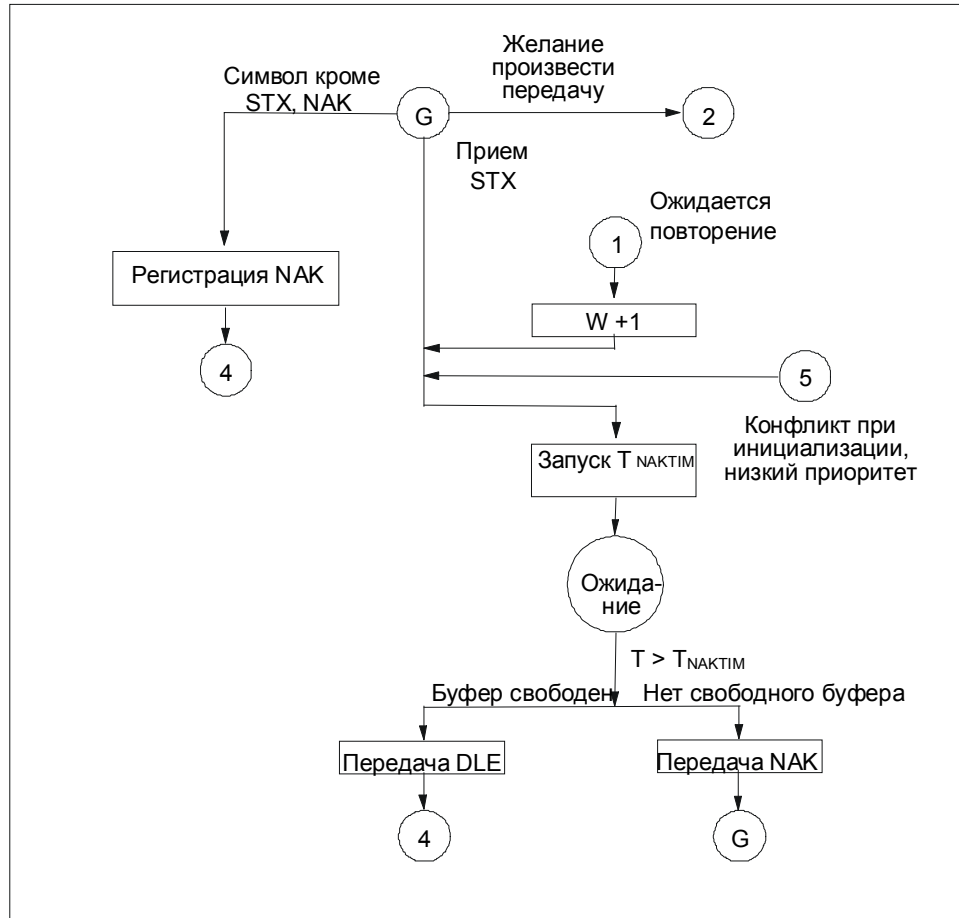 Желание
произвести
передачу
Символ кроме
STX, NAK
G
2
Прием
STX
Ожидается
повторение
1
Регистрация NAK
W +1
4
5
Конфликт при
инициализации,
низкий приоритет
Запуск T NAKTIM
Ожида-
ние
T > TNAKTIM
Буфер свободен
Нет свободного буфера
Передача DLE
Передача NAK
4
G